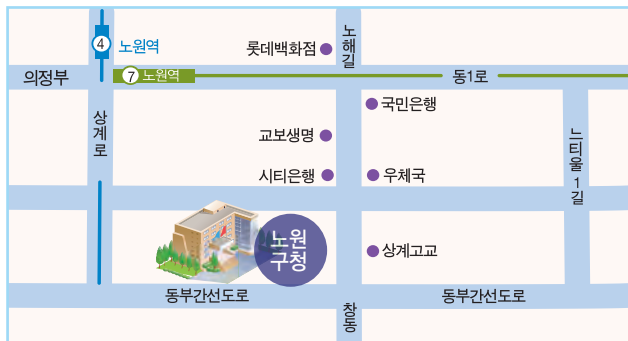 4 노원역
롯데백화점
노해길
의정부
7 노원역
동1로
상계로
국민은행
교보생명
느티울 1길
시티은행
우체국
노원
구청
상계고교
동부간선도로
동부간선도로
창동